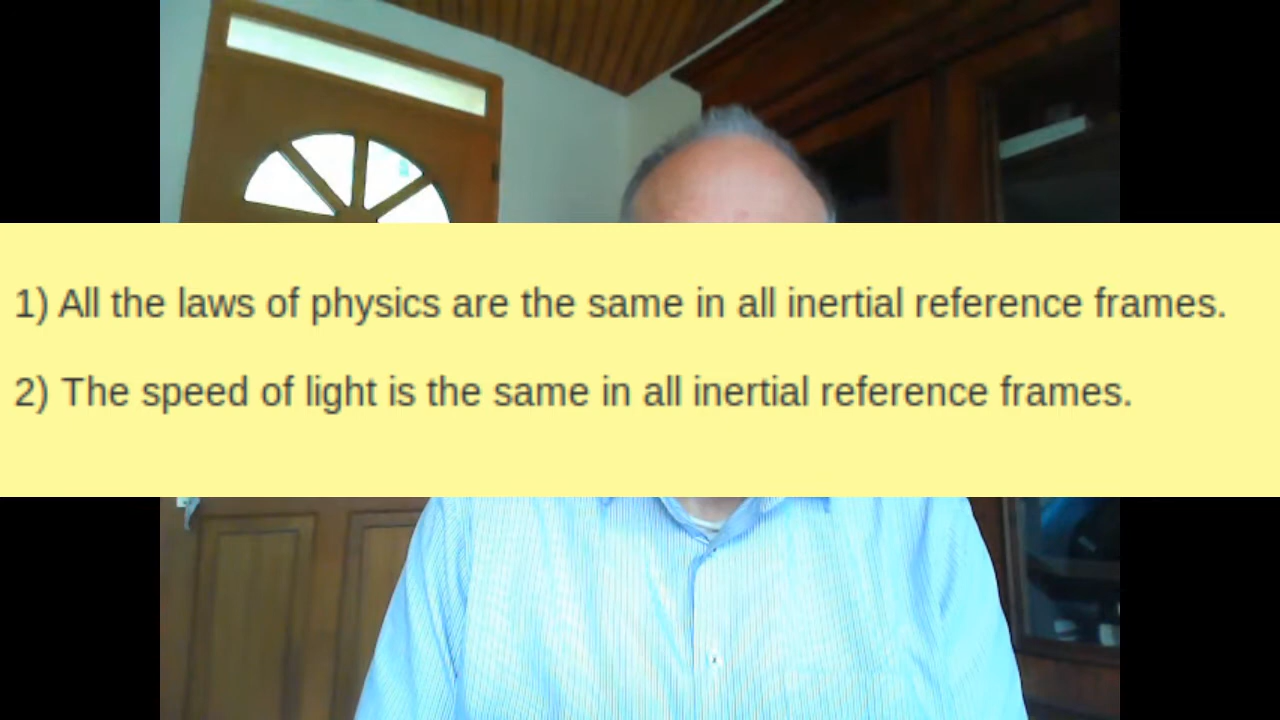 1) All the laws of physics are the same in all inertial reference frames.
2) The speed of light is the same in all inertial reference frames.